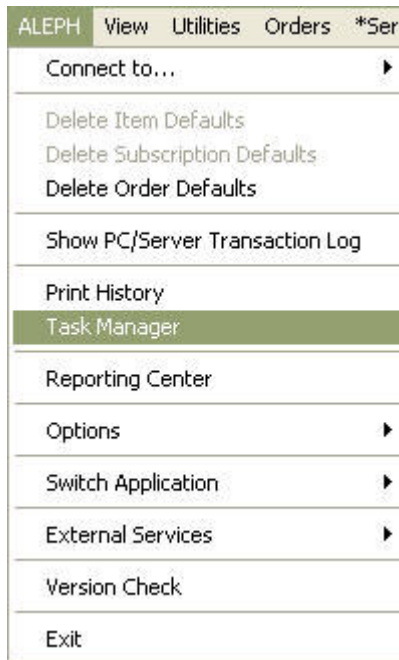 ALEPH View Utilities Orders *Ser
Connect to...
Delete Item Defaults
Delete Subscription Defaults
Delete Order Defaults
Show PC/Server Transaction Log
Print History
Task Manager
Reporting Center
Options
Switch Application
External Services
Version Check
Exit